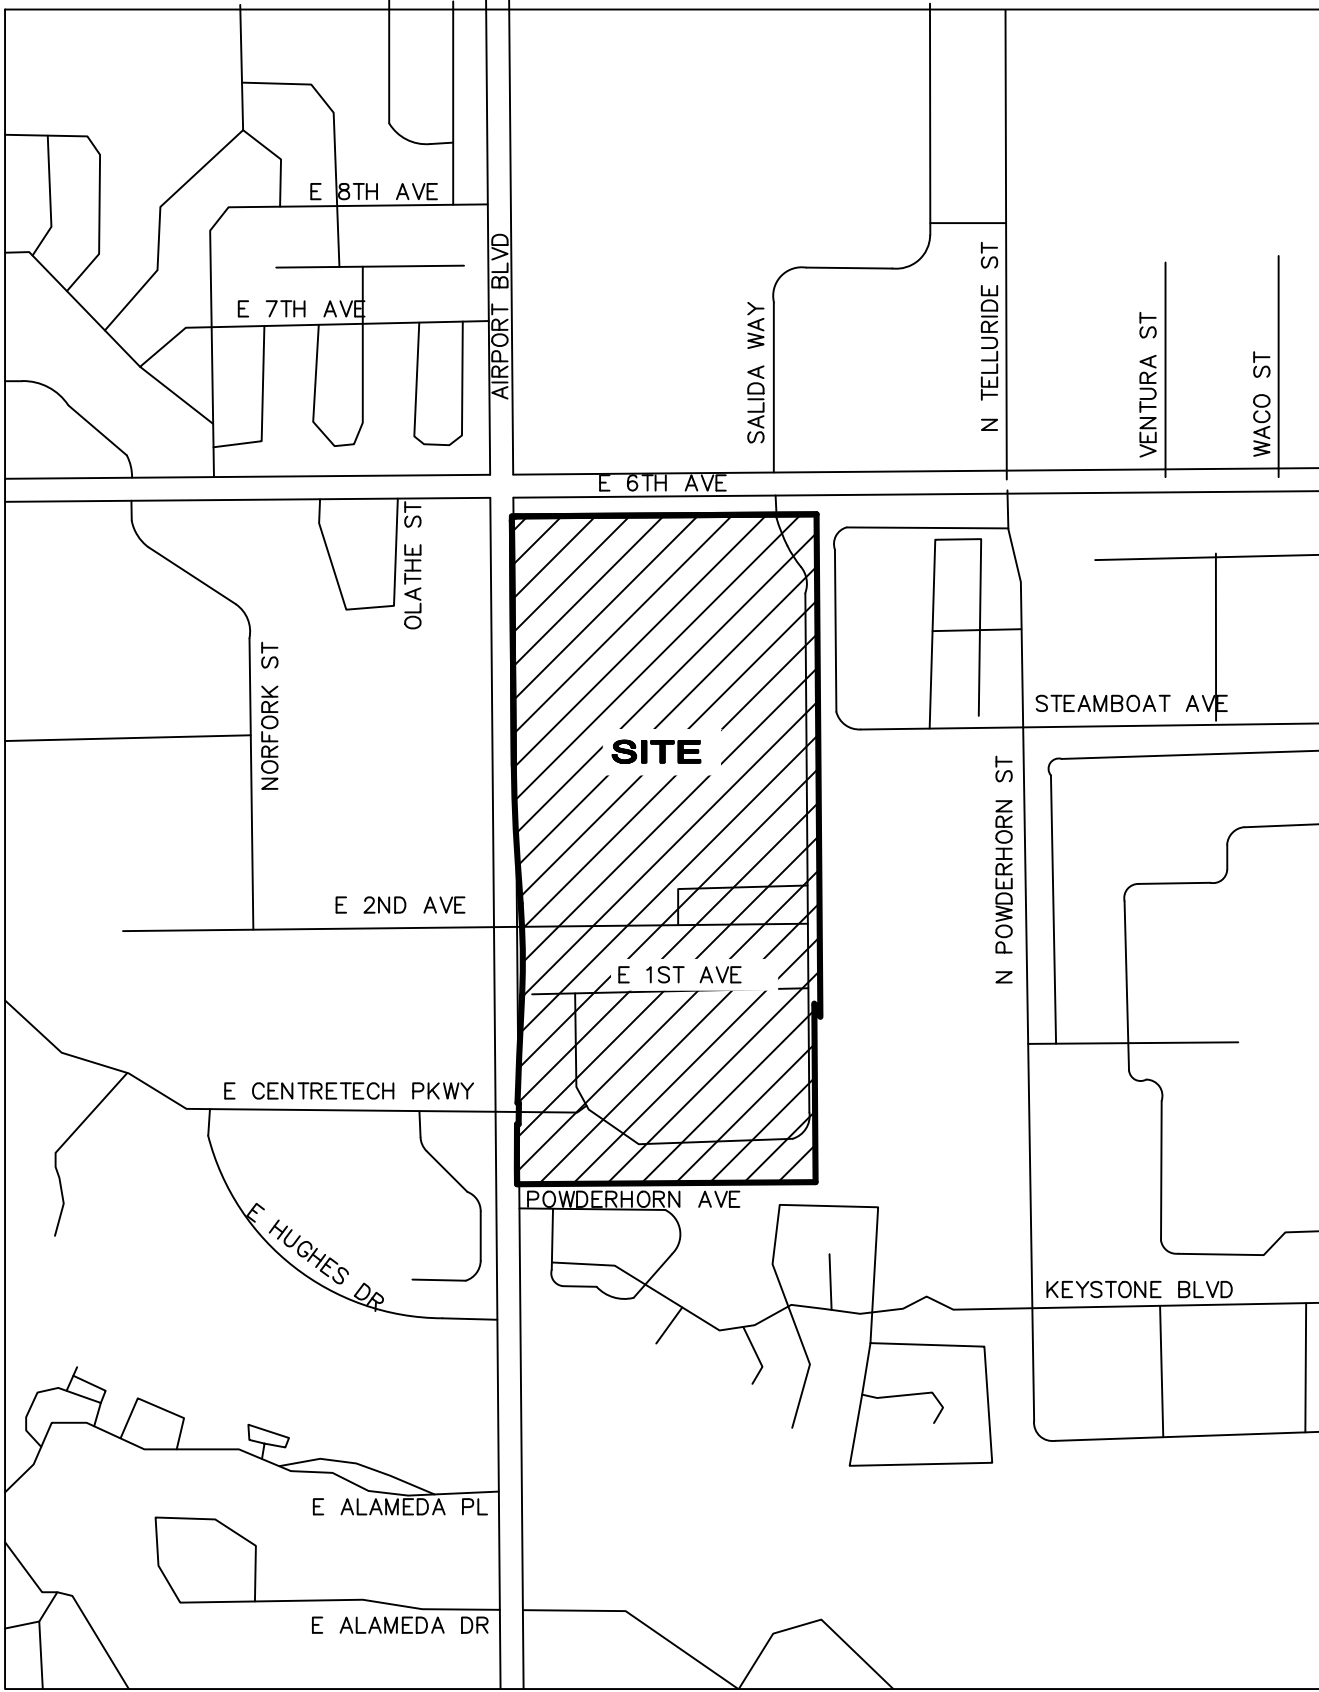 E 8TH AVE
AIRPORT BLVD
N TELLURIDE ST
E 7TH AVE
SALIDA WAY
VENTURA ST
WACO ST
E 6TH AVE
OLATHE ST
NORFORK ST
STEAMBOAT AVE
SITE
N POWDERHORN ST
E 2ND AVE
E 1ST AVE
E CENTRETECH PKWY
POWDERHORN AVE
E HUGHES DR
KEYSTONE BLVD
E ALAMEDA PL
E ALAMEDA DR